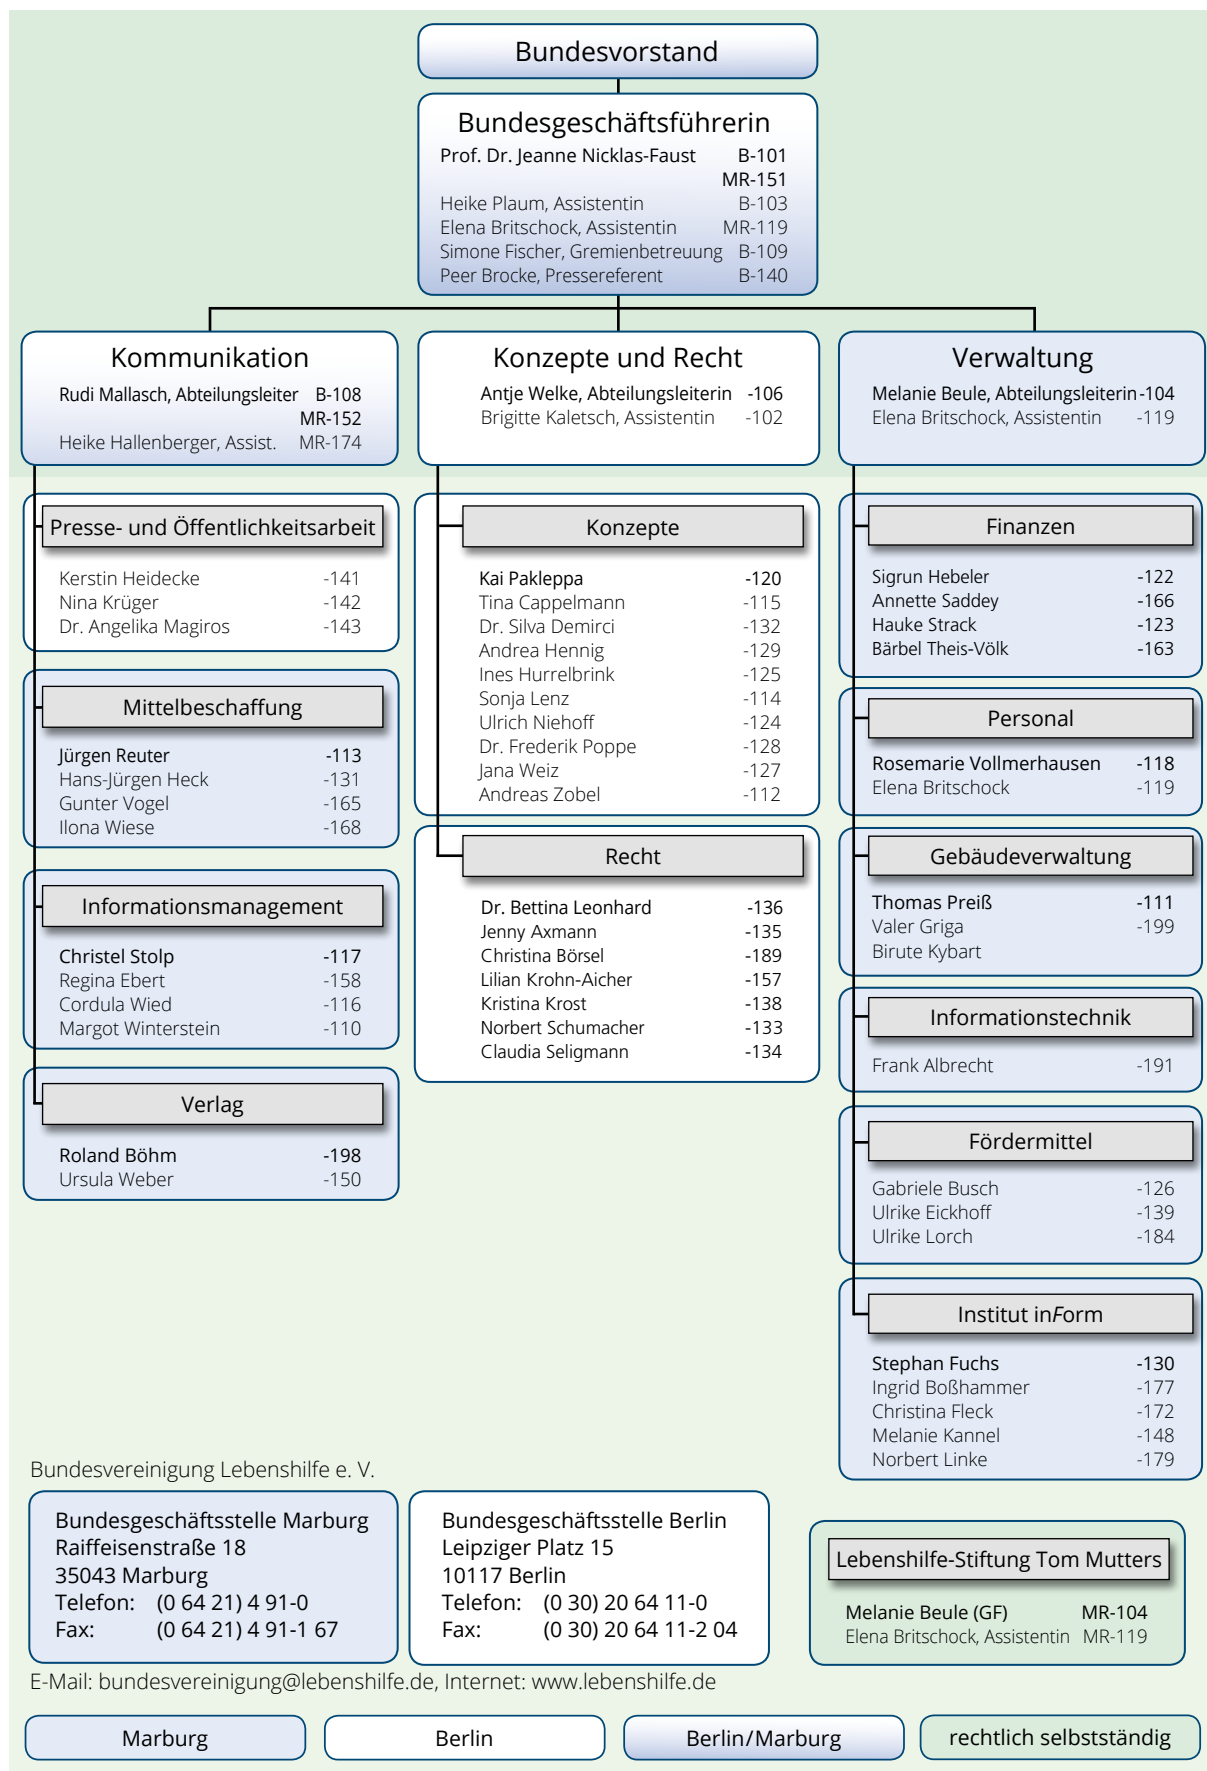 Bundesvorstand
Bundesgeschäftsführerin
Prof. Dr. Jeanne Nicklas-Faust B-101
MR-151
Heike Plaum, Assistentin B-103
Elena Britschock, Assistentin MR-119
Simone Fischer, Gremienbetreuung B-109
Peer Brocke, Pressereferent B-140
Kommunikation
Rudi Mallasch, Abteilungsleiter B-108
MR-152
Heike Hallenberger, Assist. MR-174
Presse- und Öffentlichkeitsarbeit
Kerstin Heidecke -141
Nina Krüger -142
Dr. Angelika Magiros -143
Mittelbeschaffung
Jürgen Reuter -113
Hans-Jürgen Heck -131
Gunter Vogel -165
Ilona Wiese -168
Informationsmanagement
Christel Stolp -117
Regina Ebert -158
Cordula Wied -116
Margot Winterstein -110
Verlag
Roland Böhm -198
Ursula Weber -150
Konzepte und Recht
Antje Welke, Abteilungsleiterin -106
Brigitte Kaletsch, Assistentin -102
Konzepte
Kai Pakleppa -120
Tina Cappelmann -115
Dr. Silva Demirci -132
Andrea Hennig -129
Ines Hurrelbrink -125
Sonja Lenz -114
Ulrich Niehoff -124
Dr. Frederik Poppe -128
Jana Weiz -127
Andreas Zobel -112
Recht
Dr. Bettina Leonhard -136
Jenny Axmann -135
Christina Börsel -189
Lilian Krohn-Aicher -157
Kristina Krost -138
Norbert Schumacher -133
Claudia Seligmann -134
Verwaltung
Melanie Beule, Abteilungsleiterin -104
Elena Britschock, Assistentin -119
Finanzen
Sigrun Hebeler -122
Annette Saddey -166
Hauke Strack -123
Bärbel Theis-Völk -163
Personal
Rosemarie Vollmerhausen -118
Elena Britschock -119
Gebäudeverwaltung
Thomas Preiß -111
Valer Griga -199
Birute Kybart
Informationstechnik
Frank Albrecht -191
Fördermittel
Gabriele Busch -126
Ulrike Eickhoff -139
Ulrike Lorch -184
Institut inForm
Stephan Fuchs -130
Ingrid Boßhammer -177
Christina Fleck -172
Melanie Kannel -148
Norbert Linke -179
Bundesvereinigung Lebenshilfe e. V.
Bundesgeschäftsstelle Marburg
Raiffeisenstraße 18
35043 Marburg
Telefon: (0 64 21) 4 91-0
Fax: (0 64 21) 4 91-1 67
Bundesgeschäftsstelle Berlin
Leipziger Platz 15
10117 Berlin
Telefon: (0 30) 20 64 11-0
Fax: (0 30) 20 64 11-2 04
Lebenshilfe-Stiftung Tom Mutters
Melanie Beule (GF) MR-104
Elena Britschock, Assistentin MR-119
E-Mail: bundesvereinigung@lebenshilfe.de, Internet: www.lebenshilfe.de
Marburg
Berlin
Berlin/Marburg
rechtlich selbstständig